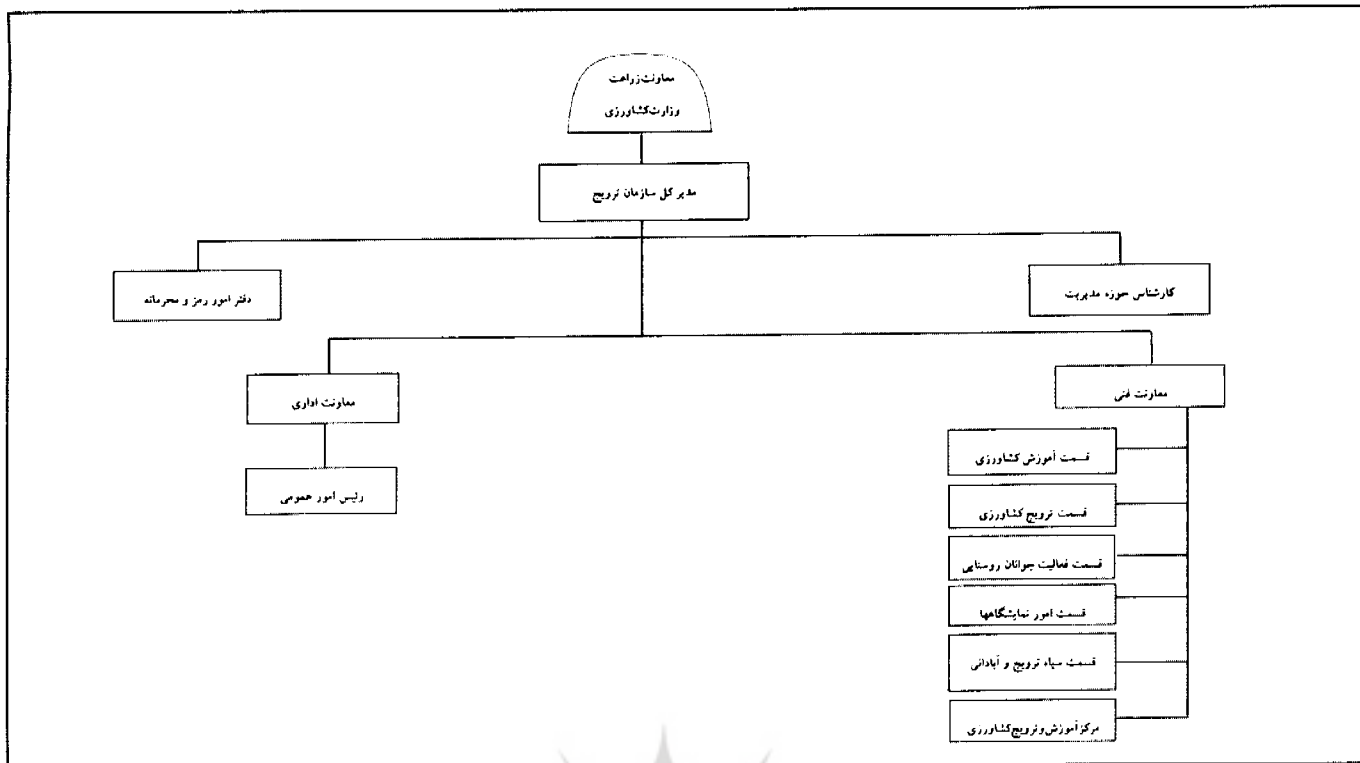 معاونت زراعت
وزارت کشاورزی
مدیر کل سازمان ترویج
کارشناس حوزه مدیریت
دفتر امور رمز و محرمانه
معاونت فنی
معاونت اداری
رئیس امور عمومی
قسمت آموزش کشاورزی
قسمت ترویج کشاورزی
قسمت فعالیت جوانان روستایی
قسمت امور نمایشگاهها
قسمت سپاه ترویج و آبادانی
مرکز آموزش و ترویج کشاورزی